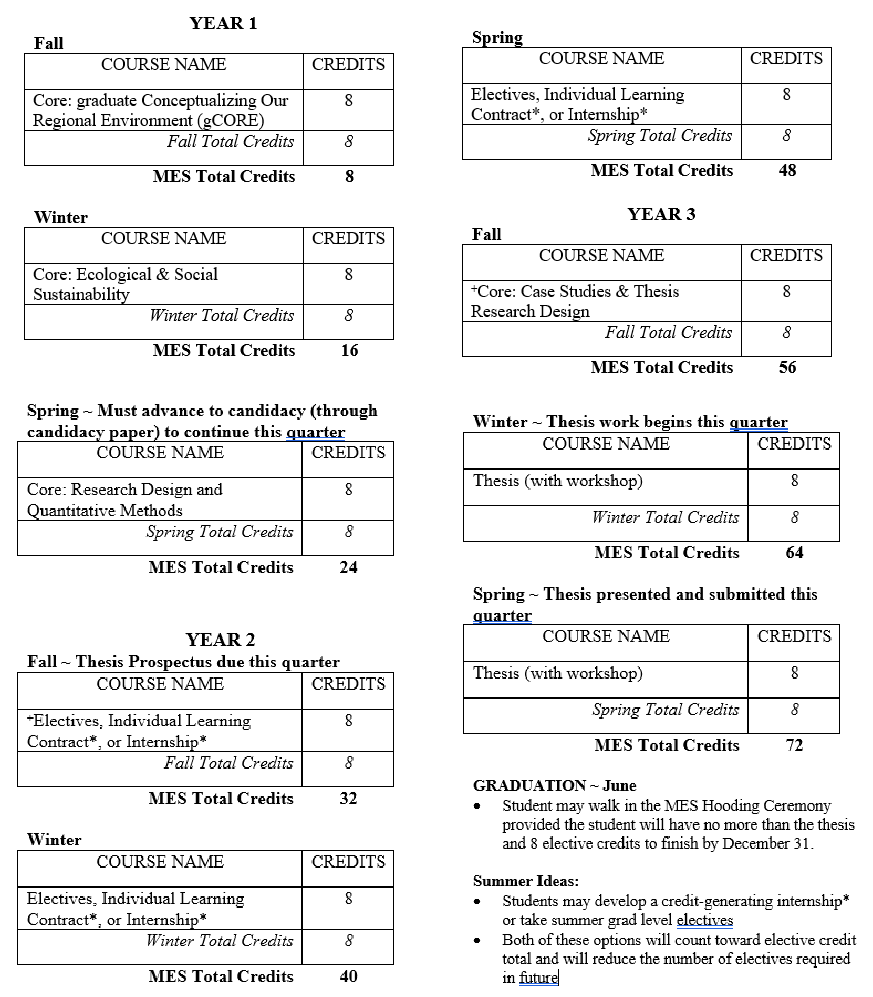 YEAR 1
Fall
COURSE NAME CREDITS
Core: graduate Conceptualizing Our 8
Regional Environment (gCORE)
Fall Total Credits 8
MES Total Credits 8
Winter
COURSE NAME CREDITS
Core: Ecological & Social 8
Sustainability
Winter Total Credits 8
MES Total Credits 16
Spring ~ Must advance to candidacy (through
candidacy paper) to continue this quarter
COURSE NAME CREDITS
Core: Research Design and 8
Quantitative Methods
Spring Total Credits 8
MES Total Credits 24
YEAR 2
Fall ~ Thesis Prospectus due this quarter
COURSE NAME CREDITS
+Electives, Individual Learning 8
Contract*, or Internship*
Fall Total Credits 8
MES Total Credits 32
Winter
COURSE NAME CREDITS
Electives, Individual Learning 8
Contract*, or Internship*
Winter Total Credits 8
MES Total Credits 40
Spring
COURSE NAME CREDITS
Electives, Individual Learning 8
Contract*, or Internship*
Spring Total Credits 8
MES Total Credits 48
YEAR 3
Fall
COURSE NAME CREDITS
+Core: Case Studies & Thesis 8
Research Design
Fall Total Credits 8
MES Total Credits 56
Winter ~ Thesis work begins this quarter
COURSE NAME CREDITS
Thesis (with workshop) 8
Winter Total Credits 8
MES Total Credits 64
Spring ~ Thesis presented and submitted this
quarter
COURSE NAME CREDITS
Thesis (with workshop) 8
Spring Total Credits 8
MES Total Credits 72
GRADUATION ~ June
• Student may walk in the MES Hooding Ceremony
provided the student will have no more than the thesis
and 8 elective credits to finish by December 31.
Summer Ideas:
• Students may develop a credit-generating internship*
or take summer grad level electives
• Both of these options will count toward elective credit
total and will reduce the number of electives required
in future